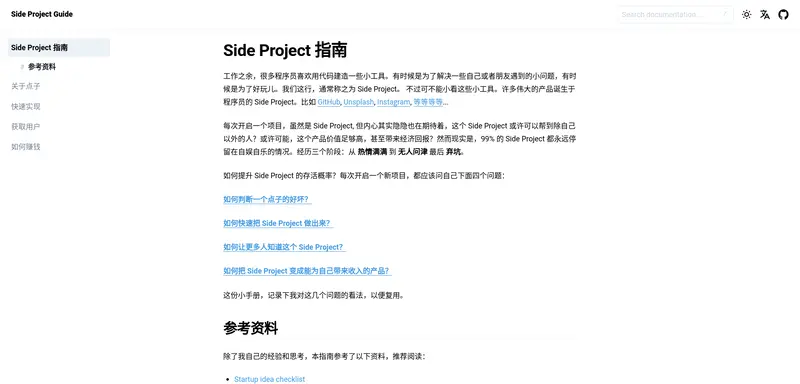 Side Project Guide
Search documentation...
Side Project 指南
# 参考资料
关于点子
快速实现
获取用户
如何赚钱
Side Project 指南
工作之余，很多程序员喜欢用代码建造一些小工具。有时候是为了解决一些自己或者朋友遇到的小问题，有时
候是为了好玩儿。我们这行，通常称之为 Side Project。 不过可不能小看这些小工具。许多伟大的产品诞生于
程序员的 Side Project。比如 GitHub, Unsplash, Instagram, 等等等等...
每次开启一个项目，虽然是 Side Project, 但内心其实隐隐也在期待着，这个 Side Project 或许可以帮到除自己
以外的人？或许可能，这个产品价值足够高，甚至带来经济回报？然而现实是，99% 的 Side Project 都永远停
留在自娱自乐的情况。经历三个阶段：从 热情满满 到 无人问津 最后 弃坑。
如何提升 Side Project 的存活概率？每次开启一个新项目，都应该问自己下面四个问题：
如何判断一个点子的好坏？
如何快速把 Side Project 做出来？
如何让更多人知道这个 Side Project？
如何把 Side Project 变成能为自己带来收入的产品？
这份小手册，记录下我对这几个问题的看法，以便复用。
参考资料
除了我自己的经验和思考，本指南参考了以下资料，推荐阅读：
• Startup idea checklist